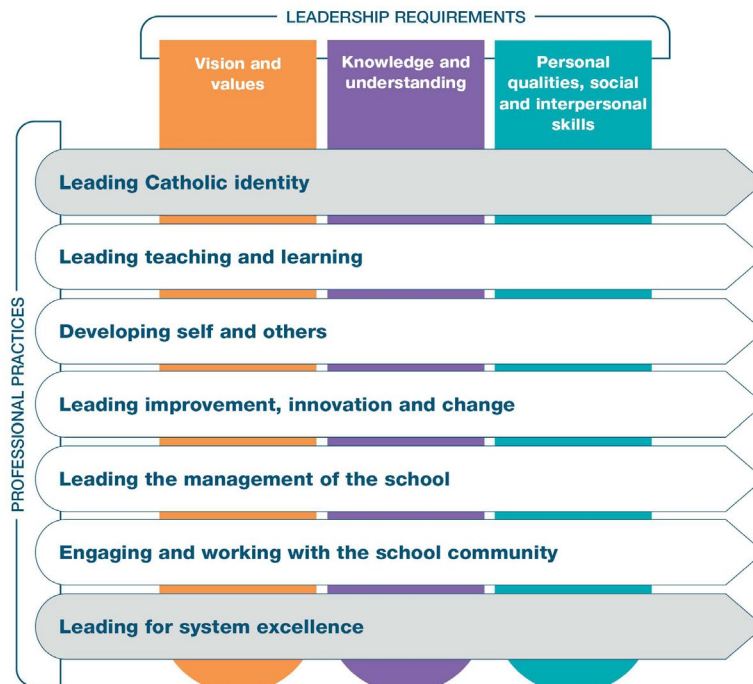 LEADERSHIP REQUIREMENTS
Vision and
values
Knowledge and
understanding
Personal
qualities, social
and interpersonal
skills
PROFESSIONAL PRACTICES
Leading Catholic identity
Leading teaching and learning
Developing self and others
Leading improvement, innovation and change
Leading the management of the school
Engaging and working with the school community
Leading for system excellence